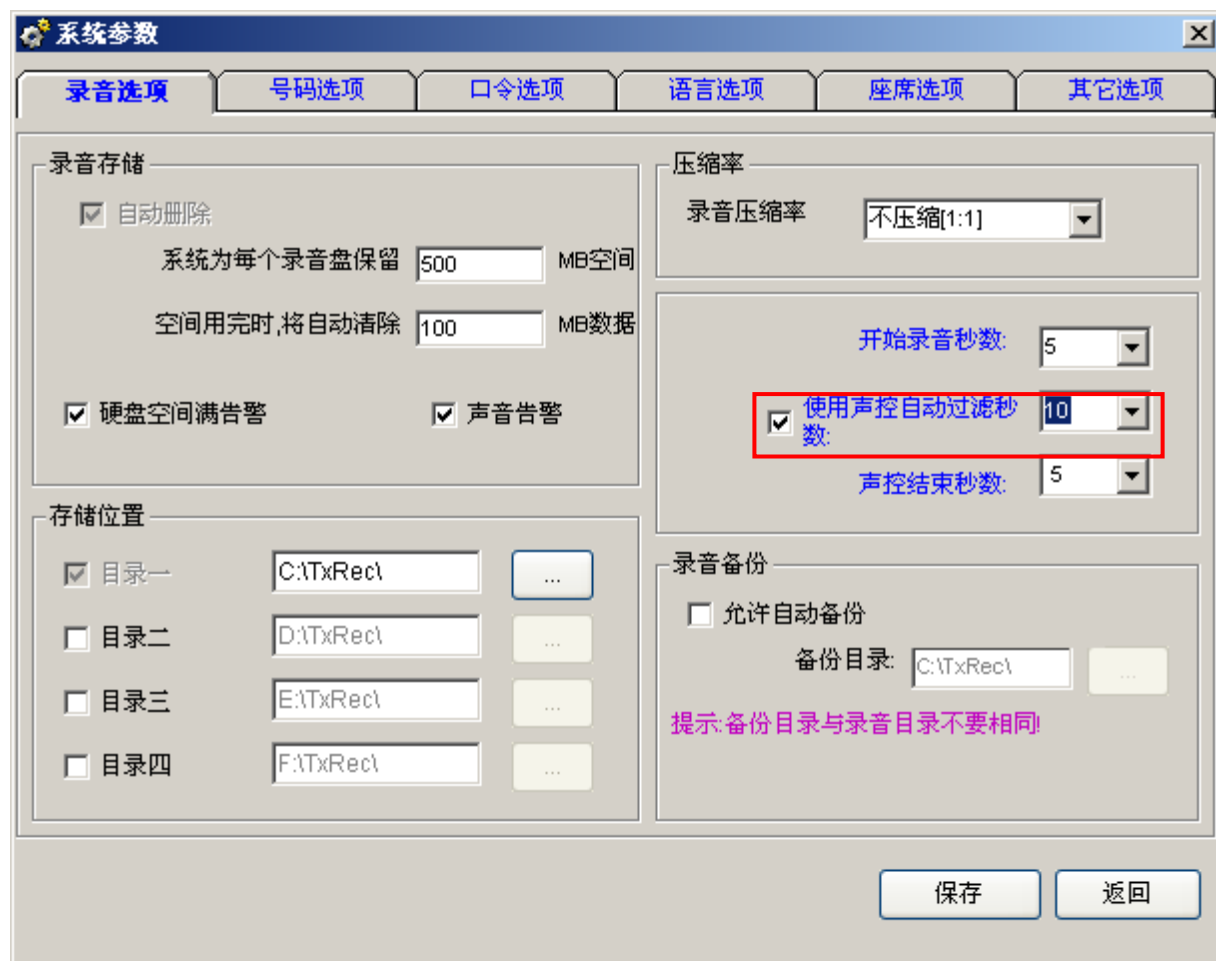 系统参数
录音选项 号码选项 口令选项 语言选项 座席选项 其它选项
录音存储
自动删除
系统为每个录音盘保留 500 MB空间
空间用完时,将自动清除 100 MB数据
硬盘空间满告警 声音告警
存储位置
目录一 C:\TxRec\ ...
目录二 D:\TxRec\ ...
目录三 E:\TxRec\ ...
目录四 F:\TxRec\ ...
压缩率
录音压缩率 不压缩[1:1]
开始录音秒数: 5
使用声控自动过滤秒 10
数:
声控结束秒数: 5
录音备份
允许自动备份
备份目录: C:\TxRec\ ...
提示:备份目录与录音目录不要相同!
保存 返回